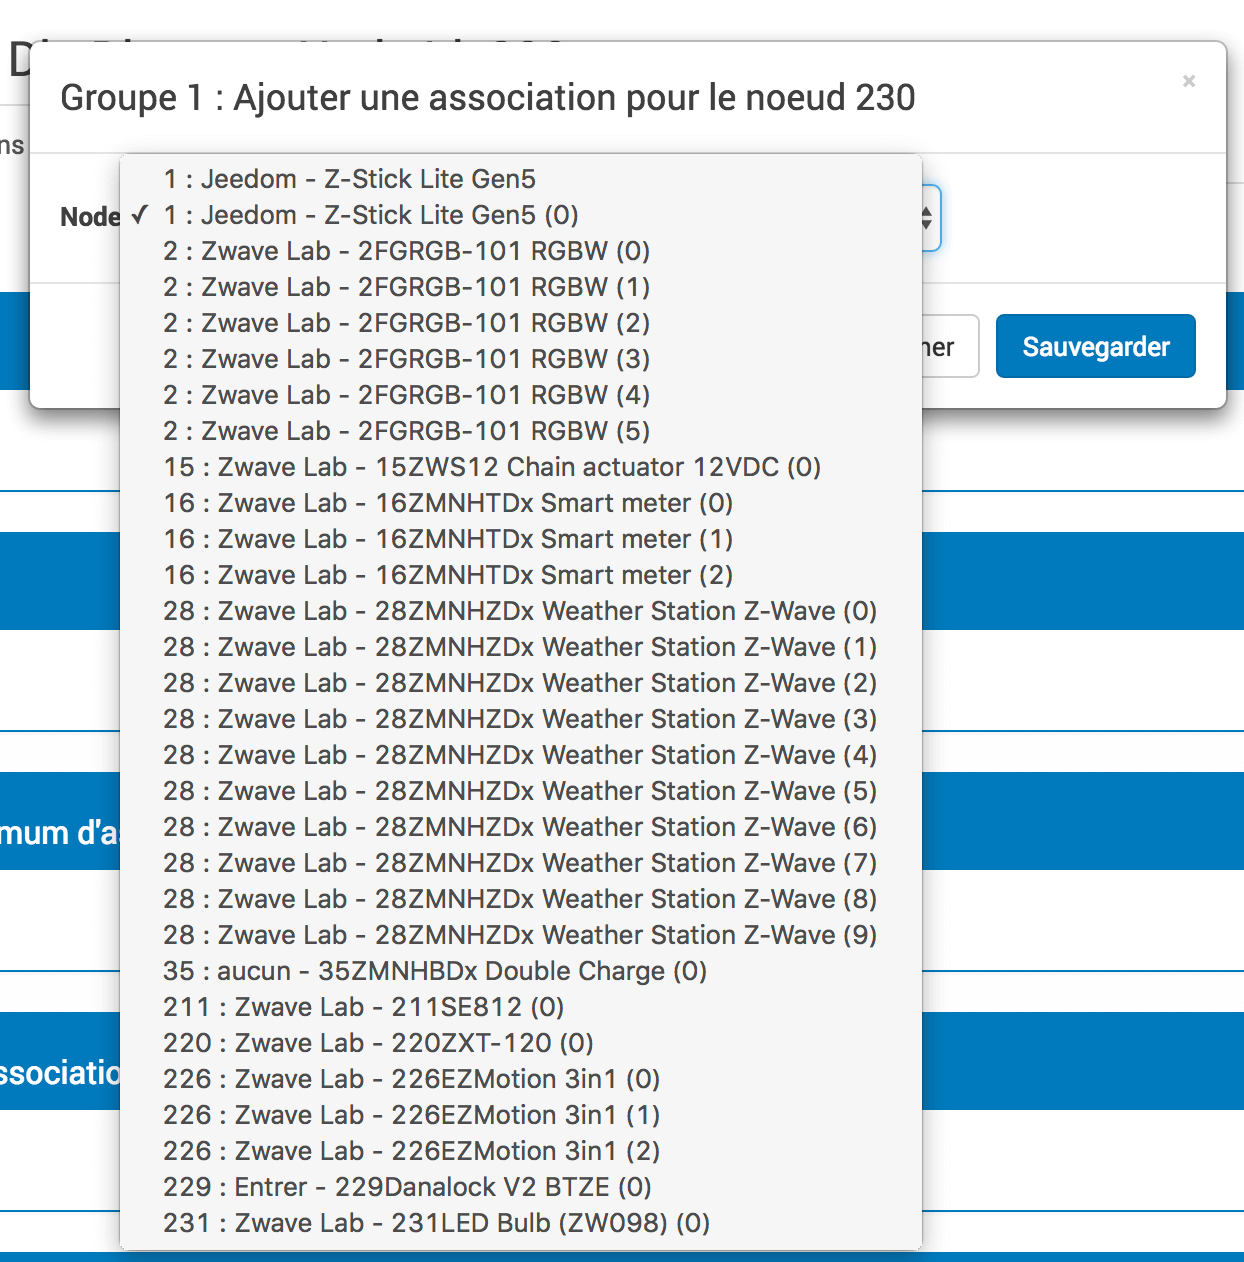 Groupe 1 : Ajouter une association pour le noeud 230
×
ns
Node
1 : Jeedom - Z-Stick Lite Gen5
✓ 1 : Jeedom - Z-Stick Lite Gen5 (0)
2 : Zwave Lab - 2FGRGB-101 RGBW (0)
2 : Zwave Lab - 2FGRGB-101 RGBW (1)
2 : Zwave Lab - 2FGRGB-101 RGBW (2)
2 : Zwave Lab - 2FGRGB-101 RGBW (3)
2 : Zwave Lab - 2FGRGB-101 RGBW (4)
2 : Zwave Lab - 2FGRGB-101 RGBW (5)
15 : Zwave Lab - 15ZWS12 Chain actuator 12VDC (0)
16 : Zwave Lab - 16ZMNHTDx Smart meter (0)
16 : Zwave Lab - 16ZMNHTDx Smart meter (1)
16 : Zwave Lab - 16ZMNHTDx Smart meter (2)
28 : Zwave Lab - 28ZMNHZDx Weather Station Z-Wave (0)
28 : Zwave Lab - 28ZMNHZDx Weather Station Z-Wave (1)
28 : Zwave Lab - 28ZMNHZDx Weather Station Z-Wave (2)
28 : Zwave Lab - 28ZMNHZDx Weather Station Z-Wave (3)
28 : Zwave Lab - 28ZMNHZDx Weather Station Z-Wave (4)
28 : Zwave Lab - 28ZMNHZDx Weather Station Z-Wave (5)
28 : Zwave Lab - 28ZMNHZDx Weather Station Z-Wave (6)
28 : Zwave Lab - 28ZMNHZDx Weather Station Z-Wave (7)
28 : Zwave Lab - 28ZMNHZDx Weather Station Z-Wave (8)
28 : Zwave Lab - 28ZMNHZDx Weather Station Z-Wave (9)
35 : aucun - 35ZMNHBDx Double Charge (0)
211 : Zwave Lab - 211SE812 (0)
220 : Zwave Lab - 220ZXT-120 (0)
226 : Zwave Lab - 226EZMotion 3in1 (0)
226 : Zwave Lab - 226EZMotion 3in1 (1)
226 : Zwave Lab - 226EZMotion 3in1 (2)
229 : Entrer - 229Danalock V2 BTZE (0)
231 : Zwave Lab - 231LED Bulb (ZW098) (0)
ner
Sauvegarder
mum d'as
ssociatio